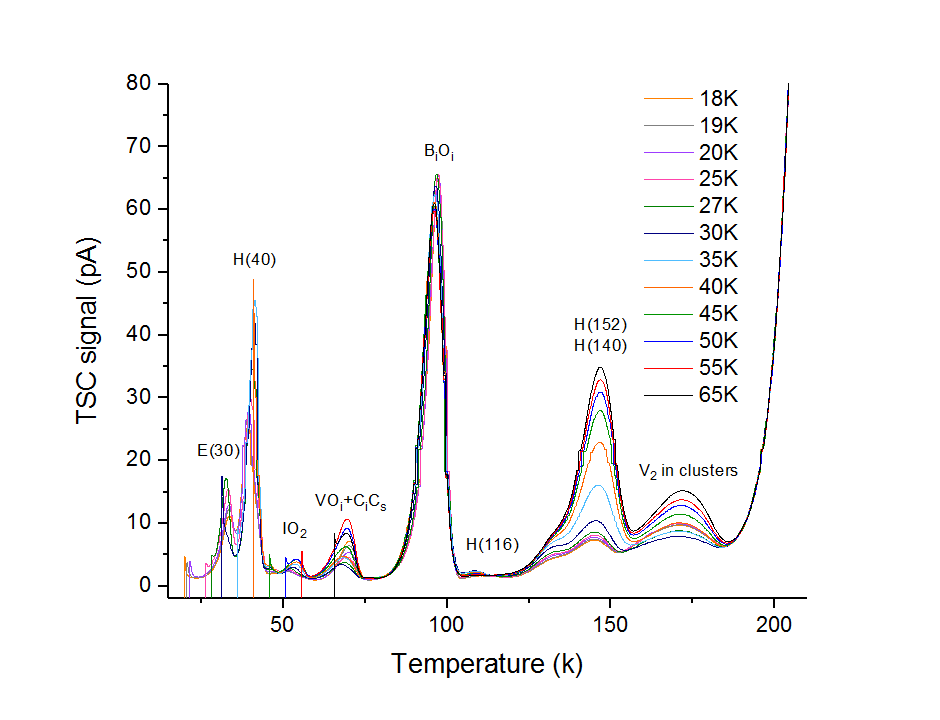 80
70
60
50
40
30
20
10
0
TSC signal (pA)
50
100
150
200
Temperature (k)
E(30)
H(40)
IO2
VOi+CiCs
BiOi
H(116)
H(152)
H(140)
V2 in clusters
18K
19K
20K
25K
27K
30K
35K
40K
45K
50K
55K
65K